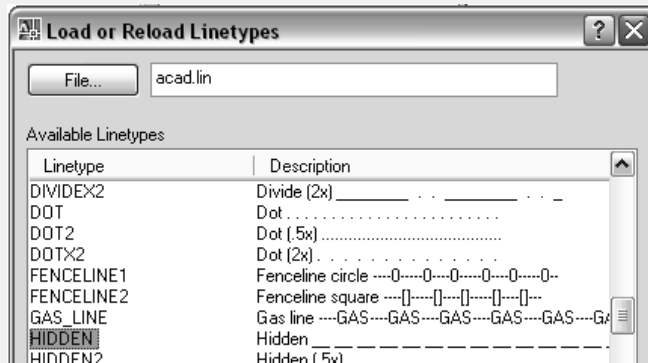 Load or Reload Linetypes
File... acad.lin
Available Linetypes
Linetype Description
DIVIDEX2 Divide (2x) ________ . . ________ . . _
DOT Dot . . . . . . . . . . . . . . . . . . . . . . . .
DOT2 Dot (.5x) ........................................
DOTX2 Dot (2x) . . . . . . . . . . . . . .
FENCELINE1 Fenceline circle ----0-----0----0-----0----0-----0--
FENCELINE2 Fenceline square ----[]-----[]----[]-----[]----[]---
GAS_LINE Gas line ----GAS----GAS----GAS----GAS----GAS----GA
HIDDEN Hidden __ __ __ __ __ __ __ __ __ __ __ __
HIDDEN2 Hidden (.5x)